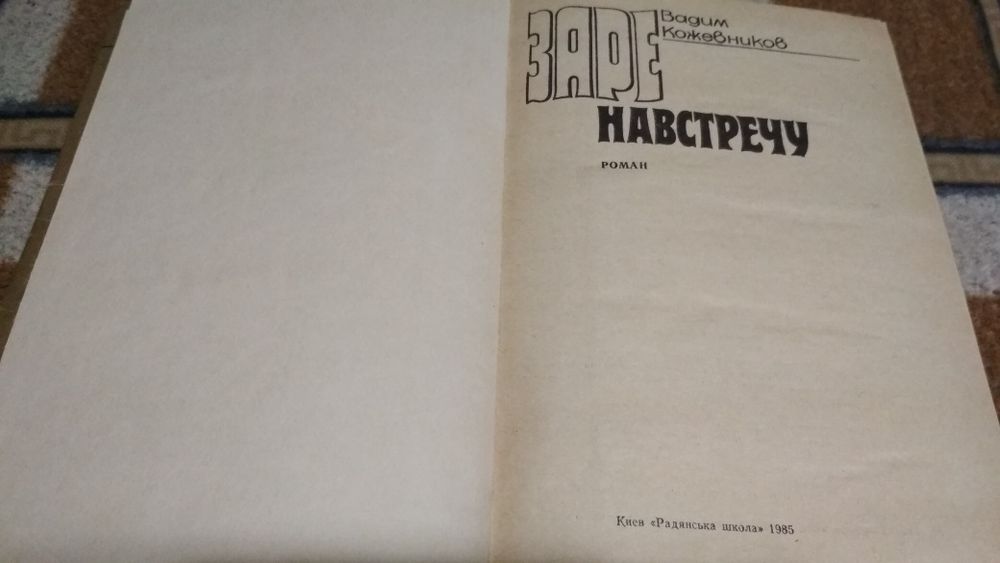 Вадим
Кожевников
ЗАРЕ
НАВСТРЕЧУ
РОМАН
Киев «Радянська школа» 1985